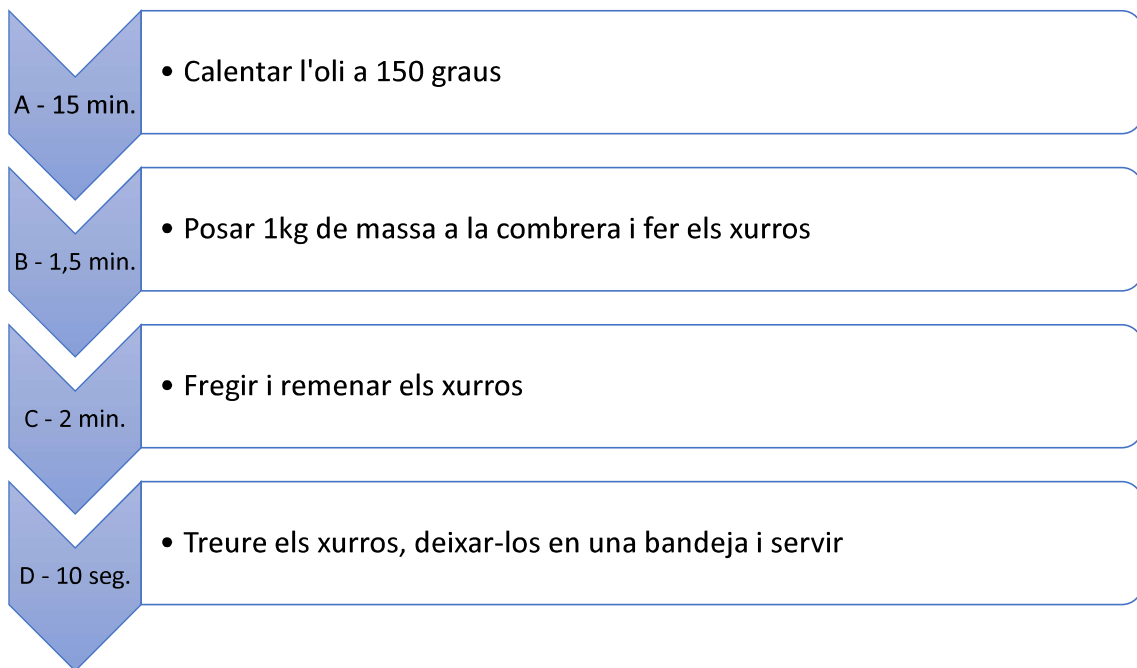 A - 15 min.
• Calentar l'oli a 150 graus
B - 1,5 min.
• Posar 1kg de massa a la combrera i fer els xurros
C - 2 min.
• Fregir i remenar els xurros
D - 10 seg.
• Treure els xurros, deixar-los en una bandeja i servir